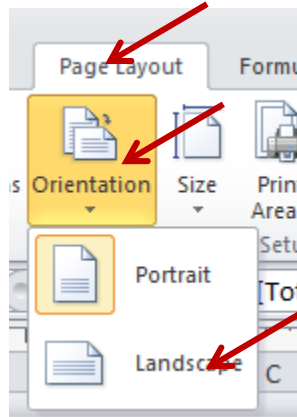 Page Layout Formu
s Orientation Size Prin
Area
Setu
Portrait
[To
Landscape
C